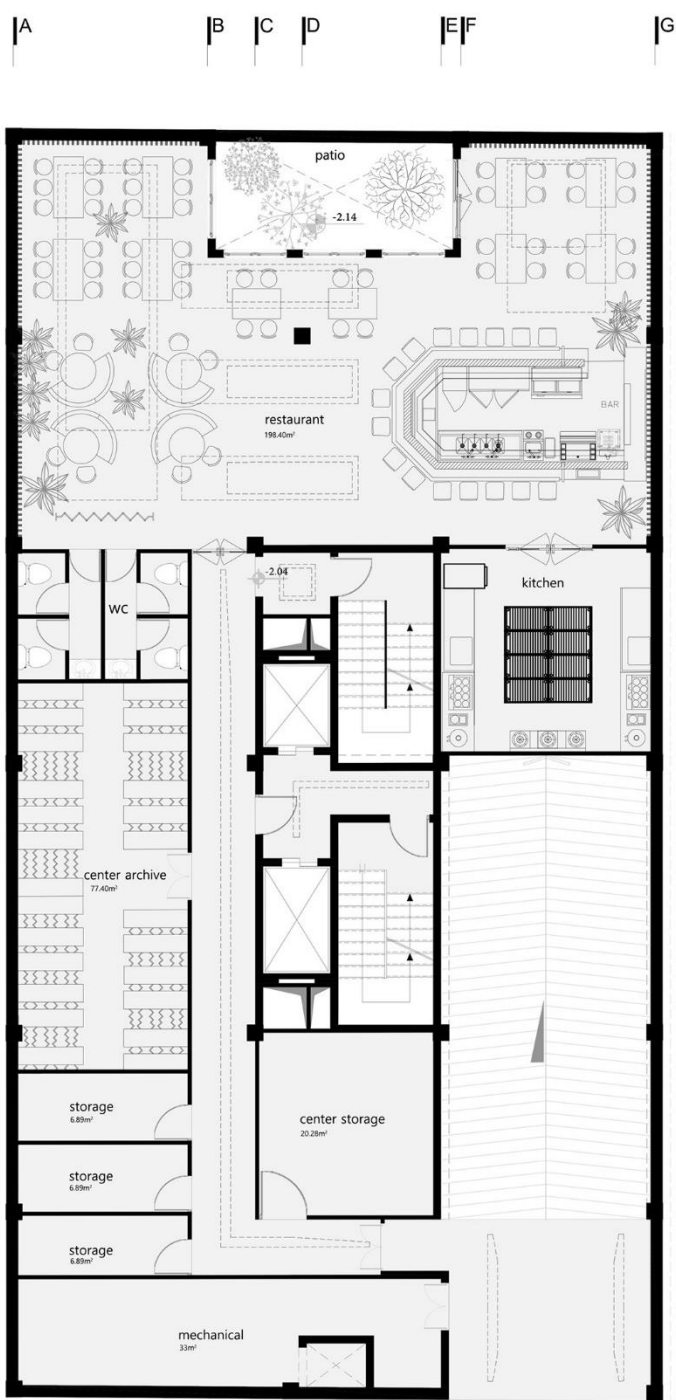 A B C D E F G
patio
-2.14
BAR
restaurant
198.40m²
-2.04
kitchen
WC
center archive
77.40m²
storage
6.89m²
center storage
20.28m²
storage
6.89m²
storage
6.89m²
mechanical
33m²